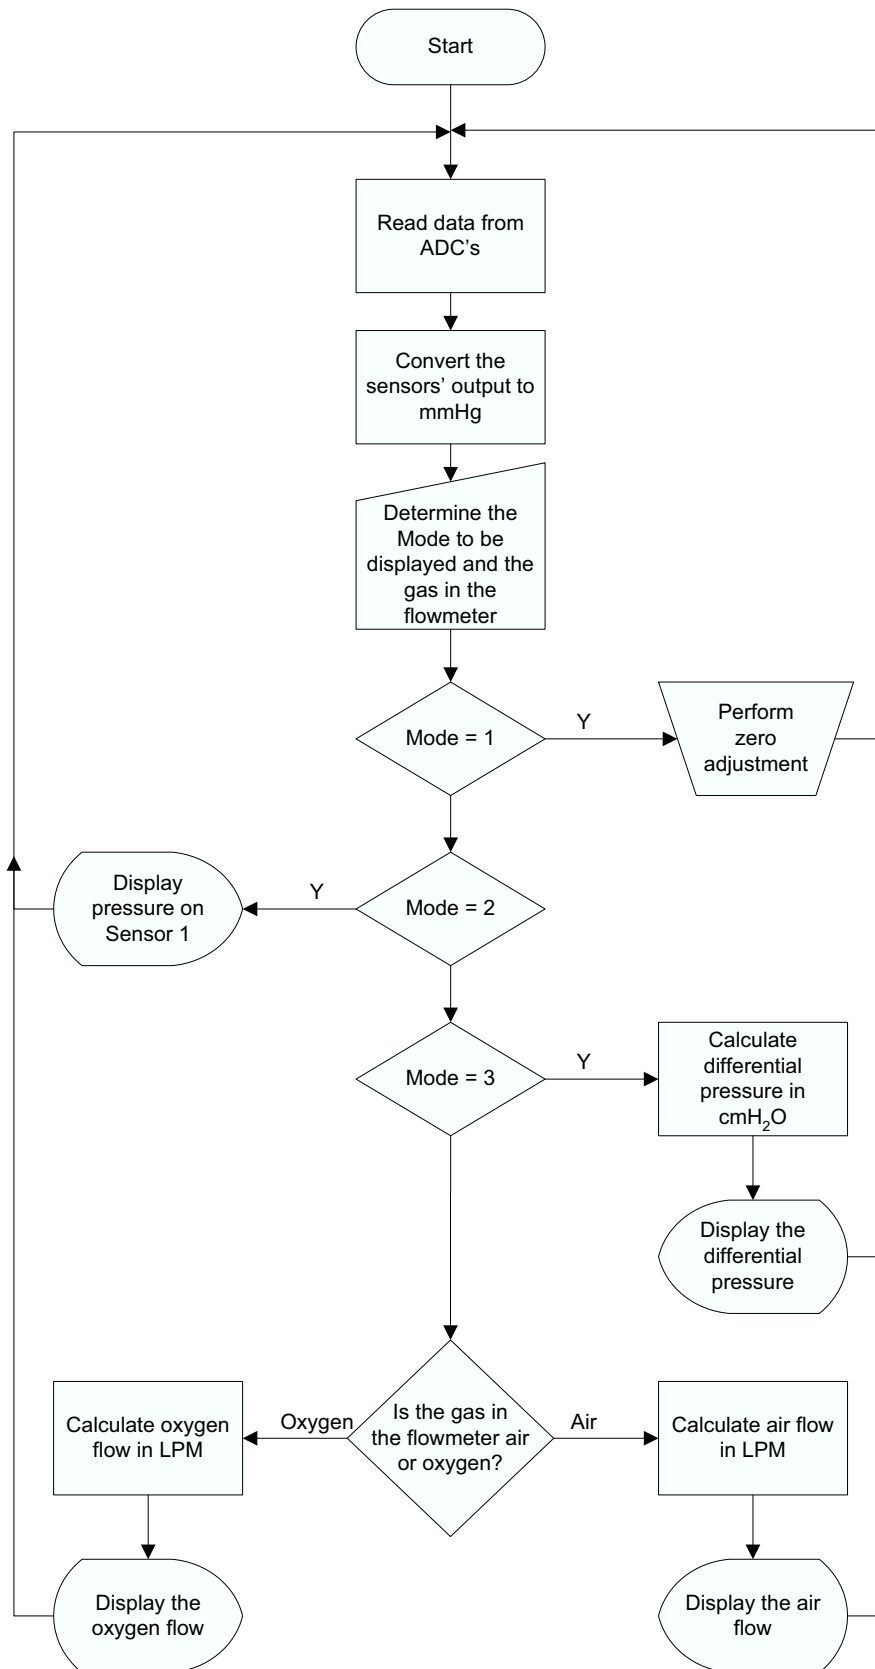 Start
Read data from
ADC's
Convert the
sensors' output to
mmHg
Determine the
Mode to be
displayed and the
gas in the
flowmeter
Mode = 1
Y
Perform
zero
adjustment
Display
pressure on
Sensor 1
Y
Mode = 2
Mode = 3
Y
Calculate
differential
pressure in
cmH₂O
Display the
differential
pressure
Calculate oxygen
flow in LPM
Oxygen
Is the gas in
the flowmeter air
or oxygen?
Air
Calculate air flow
in LPM
Display the
oxygen flow
Display the air
flow